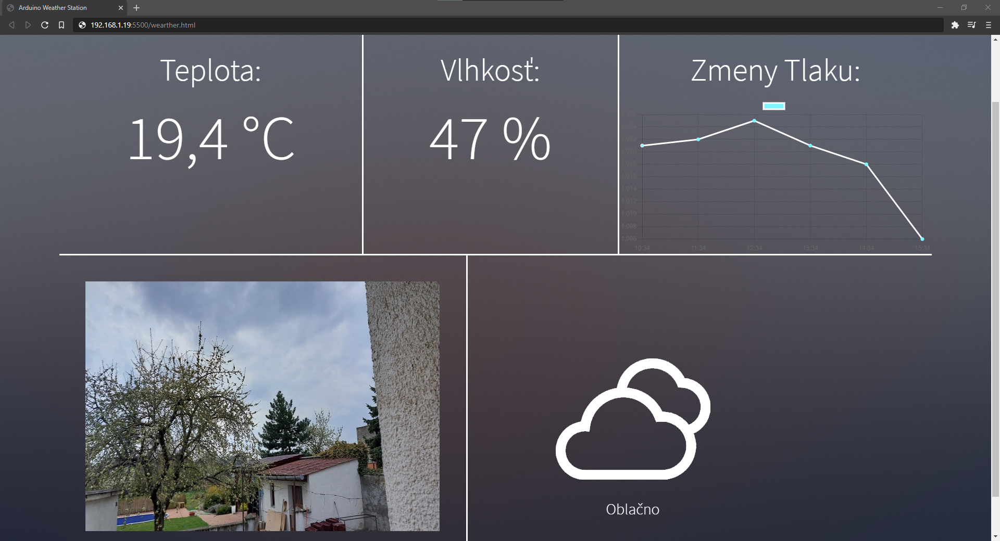 Arduino Weather Station
192.168.1.19:5500/wearther.html
Teplota:
19,4 °C
Vlhkosť:
47 %
Zmeny Tlaku:
1,026
1,024
1,022
1,020
1,018
1,016
1,014
1,012
1,010
1,008
1,006
10:34 11:34 12:34 13:34 14:34 15:34
Oblačno